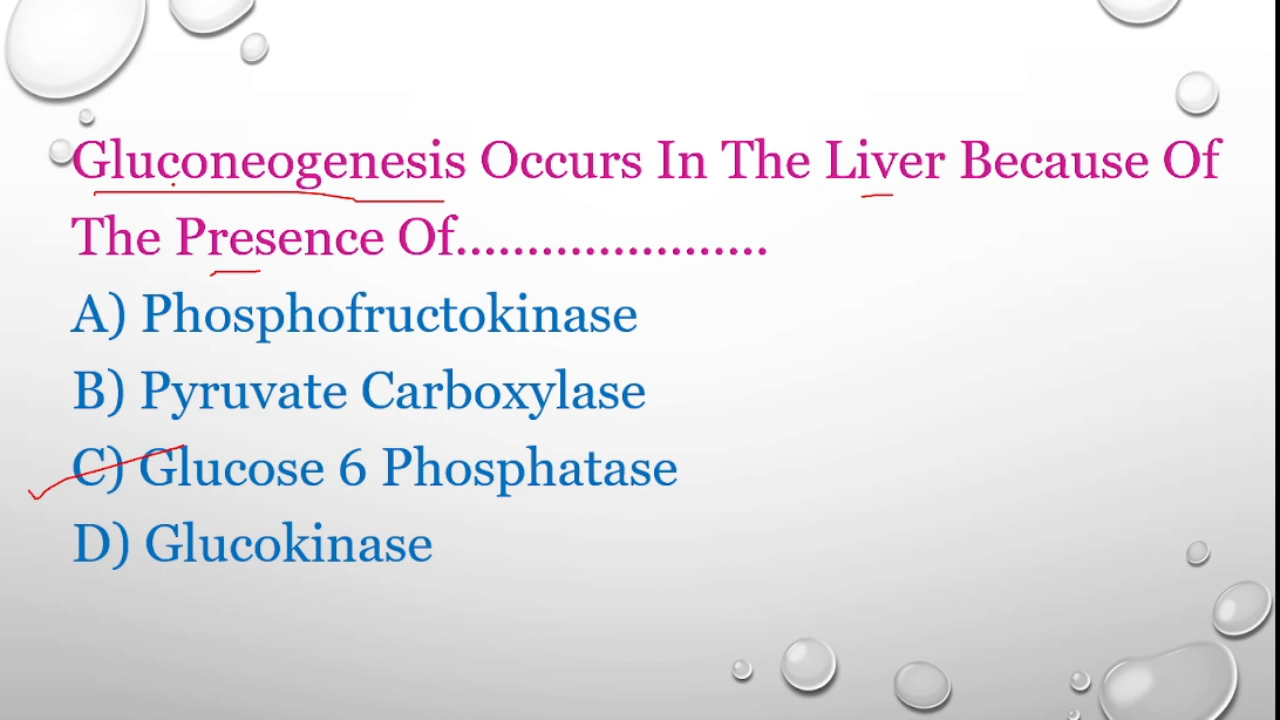 Gluconeogenesis Occurs In The Liver Because Of
The Presence Of......................
A) Phosphofructokinase
B) Pyruvate Carboxylase
C) Glucose 6 Phosphatase
D) Glucokinase